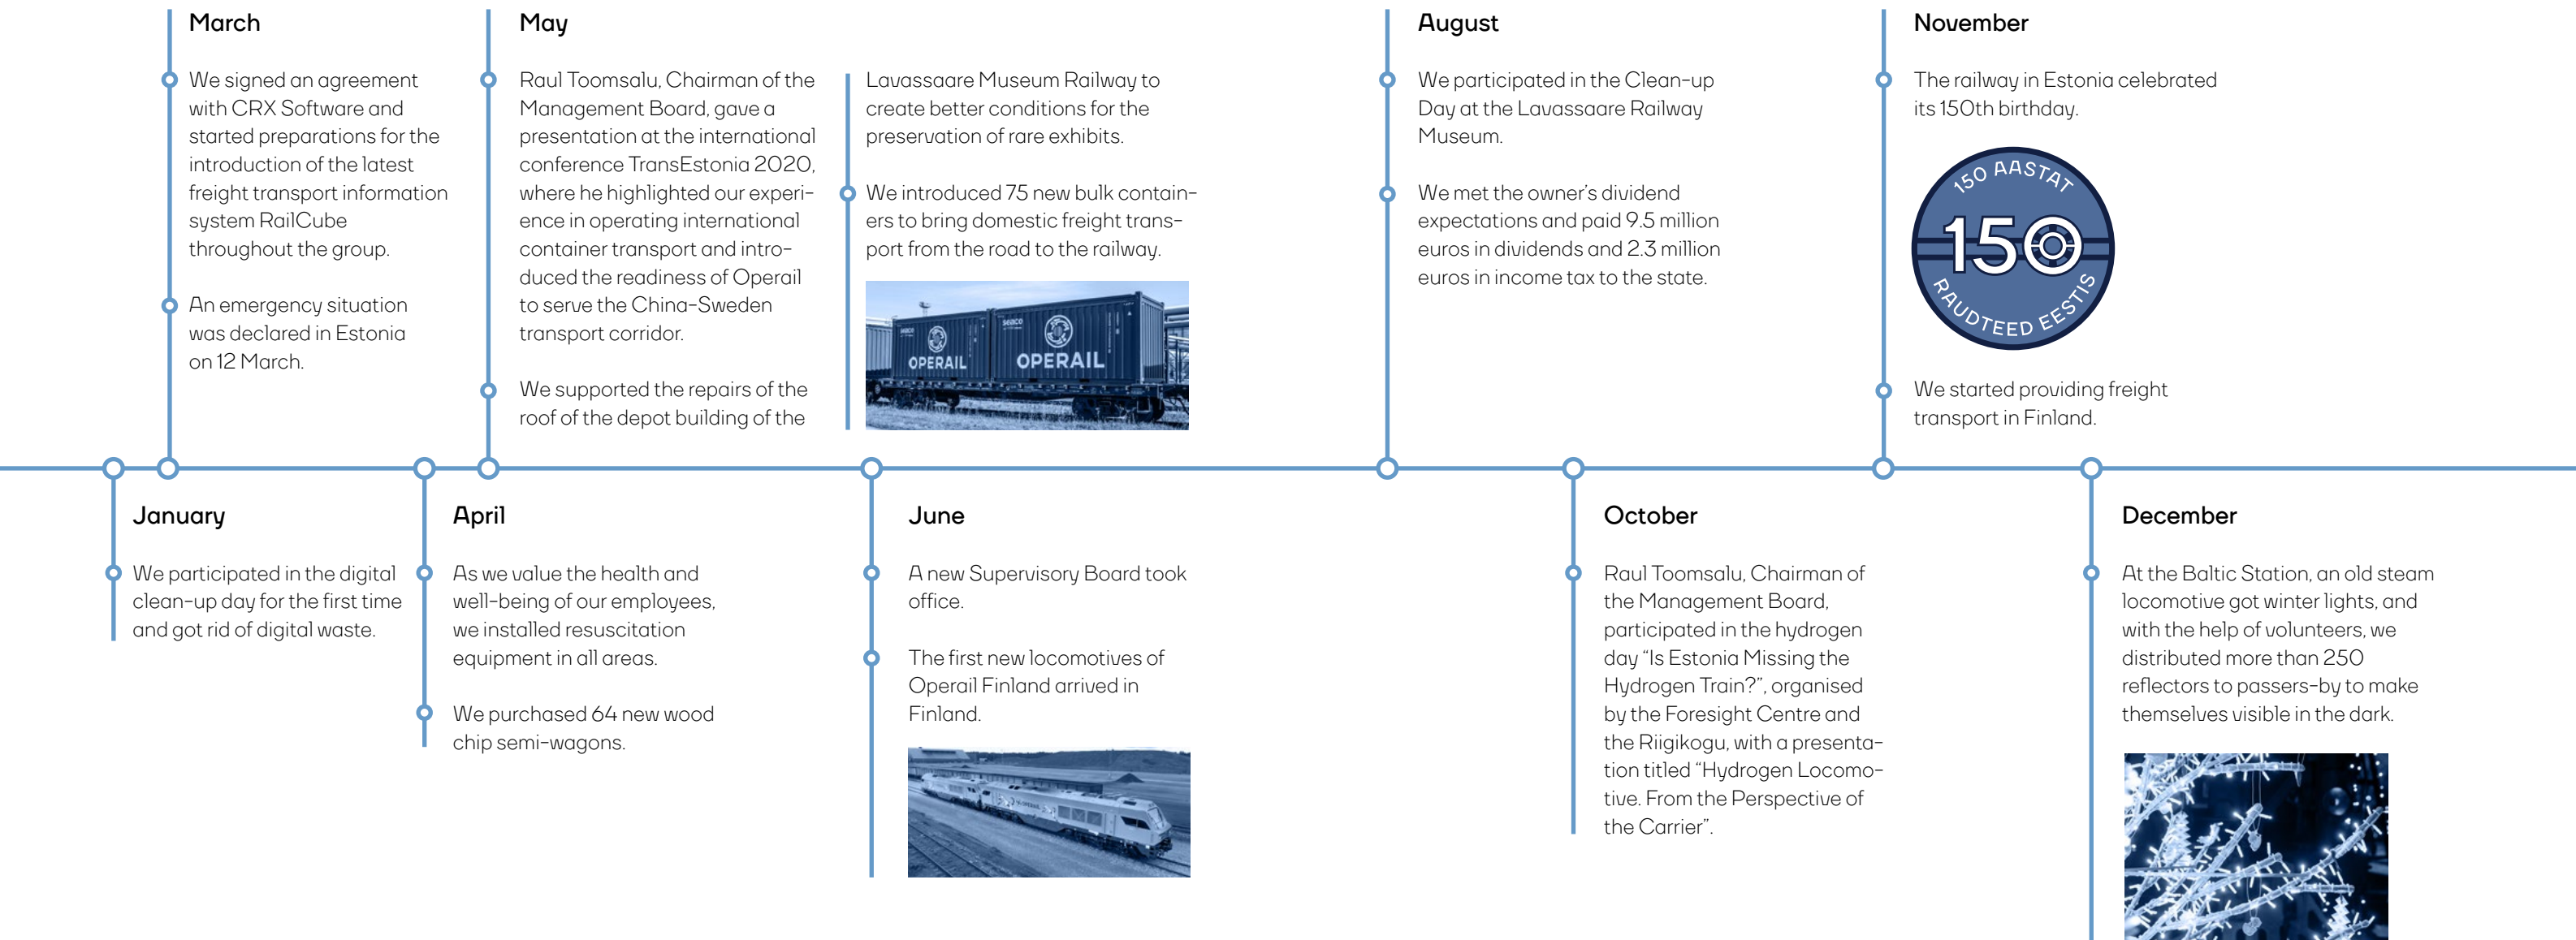 March
We signed an agreement
with CRX Software and
started preparations for the
introduction of the latest
freight transport information
system RailCube
throughout the group.
An emergency situation
was declared in Estonia
on 12 March.
May
Raul Toomsalu, Chairman of the
Management Board, gave a
presentation at the international
conference TransEstonia 2020,
where he highlighted our experi-
ence in operating international
container transport and intro-
duced the readiness of Operail
to serve the China-Sweden
transport corridor.
We supported the repairs of the
roof of the depot building of the
Lavassaare Museum Railway to
create better conditions for the
preservation of rare exhibits.
We introduced 75 new bulk contain-
ers to bring domestic freight trans-
port from the road to the railway.
seaco
OPERAIL
seaco
OPERAIL
August
We participated in the Clean-up
Day at the Lavassaare Railway
Museum.
We met the owner's dividend
expectations and paid 9.5 million
euros in dividends and 2.3 million
euros in income tax to the state.
November
The railway in Estonia celebrated
its 150th birthday.
150 AASTAT
150
RAUDTEED EESTIS
We started providing freight
transport in Finland.
January
We participated in the digital
clean-up day for the first time
and got rid of digital waste.
April
As we value the health and
well-being of our employees,
we installed resuscitation
equipment in all areas.
We purchased 64 new wood
chip semi-wagons.
June
A new Supervisory Board took
office.
The first new locomotives of
Operail Finland arrived in
Finland.
OPERAIL
October
Raul Toomsalu, Chairman of
the Management Board,
participated in the hydrogen
day “Is Estonia Missing the
Hydrogen Train?”, organised
by the Foresight Centre and
the Riigikogu, with a presenta-
tion titled “Hydrogen Locomo-
tive. From the Perspective of
the Carrier”.
December
At the Baltic Station, an old steam
locomotive got winter lights, and
with the help of volunteers, we
distributed more than 250
reflectors to passers-by to make
themselves visible in the dark.